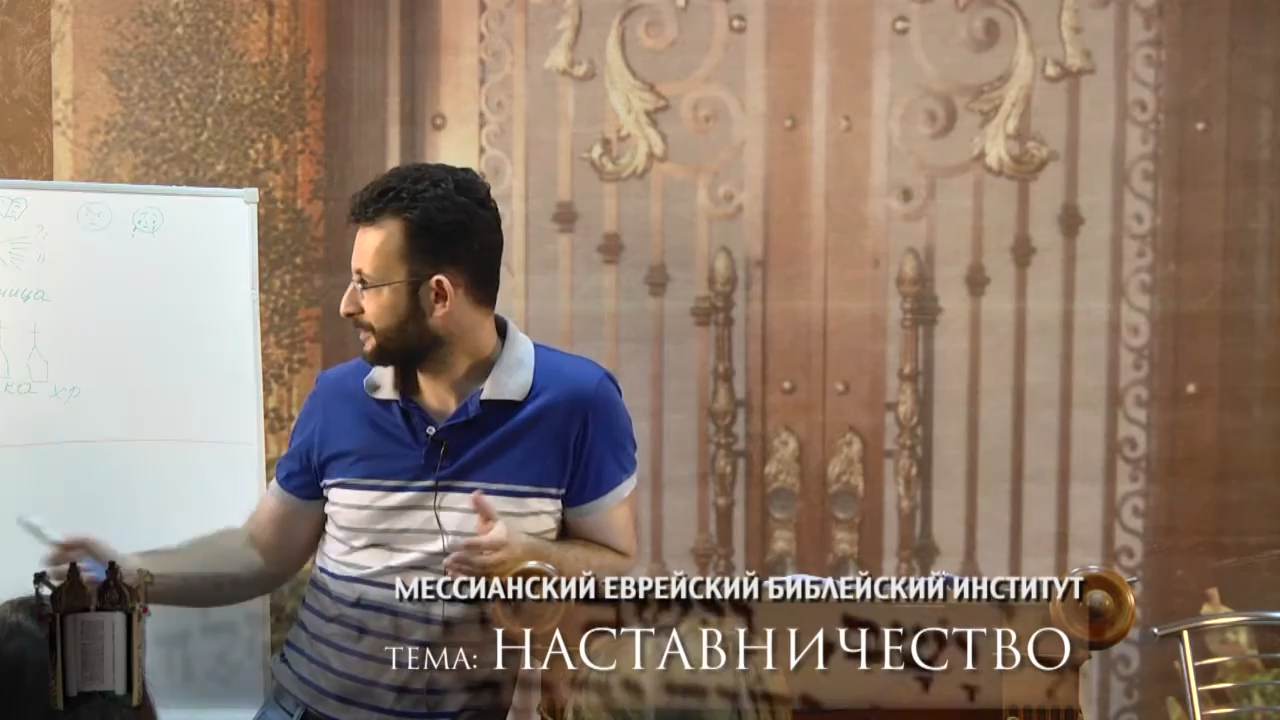 МЕССИАНСКИЙ ЕВРЕЙСКИЙ БИБЛЕЙСКИЙ ИНСТИТУТ
ТЕМА: НАСТАВНИЧЕСТВО